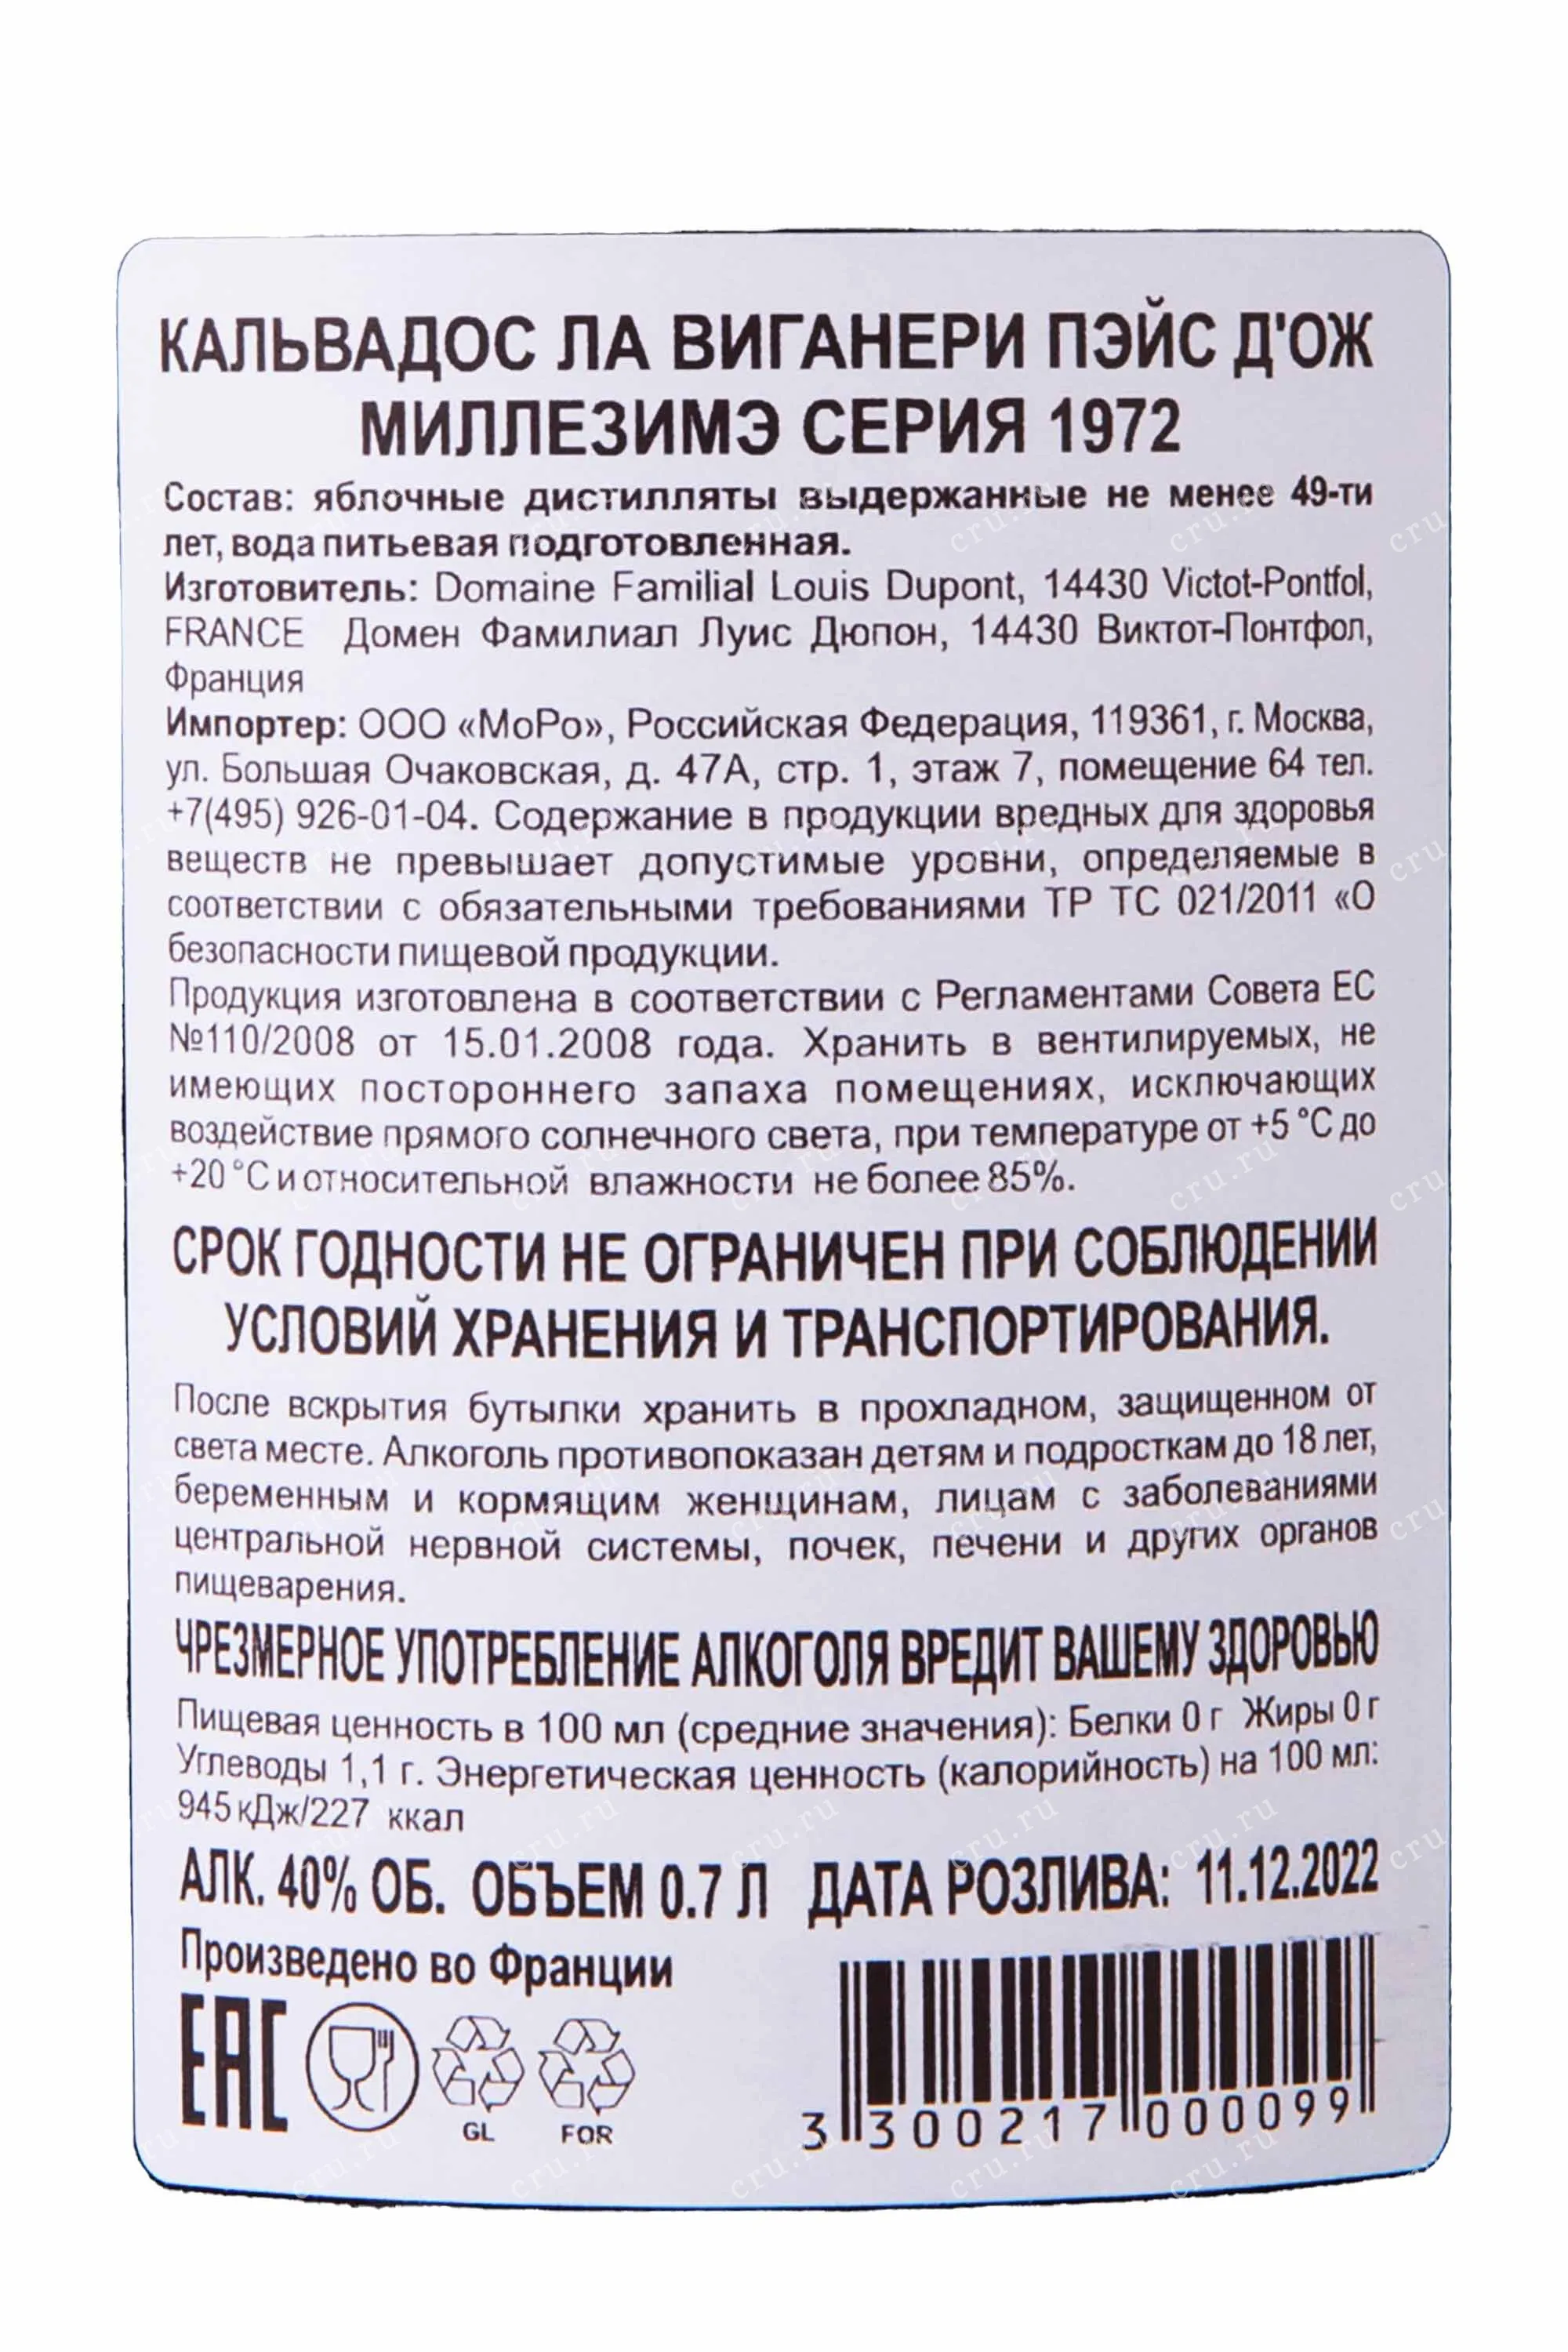 КАЛЬВАДОС ЛА ВИГАНЕРИ ПЭЙС Д'ОЖ
МИЛЛЕЗИМЭ СЕРИЯ 1972
Состав: яблочные дистилляты выдержанные не менее 49-ти
лет, вода питьевая подготовленная.
Изготовитель: Domaine Familial Louis Dupont, 14430 Victot-Pontfol,
FRANCE Домен Фамилиал Луис Дюпон, 14430 Виктот-Понтфол,
Франция
Импортер: ООО «МоРо», Российская Федерация, 119361, г. Москва,
ул. Большая Очаковская, д. 47А, стр. 1, этаж 7, помещение 64 тел.
+7(495) 926-01-04. Содержание в продукции вредных для здоровья
веществ не превышает допустимые уровни, определяемые в
соответствии с обязательными требованиями ТР ТС 021/2011 «О
безопасности пищевой продукции.
Продукция изготовлена в соответствии с Регламентами Совета ЕС
№110/2008 от 15.01.2008 года. Хранить в вентилируемых, не
имеющих постороннего запаха помещениях, исключающих
воздействие прямого солнечного света, при температуре от +5 °С до
+20 °С и относительной влажности не более 85%.
СРОК ГОДНОСТИ НЕ ОГРАНИЧЕН ПРИ СОБЛЮДЕНИИ
УСЛОВИЙ ХРАНЕНИЯ И ТРАНСПОРТИРОВАНИЯ.
После вскрытия бутылки хранить в прохладном, защищенном от
света месте. Алкоголь противопоказан детям и подросткам до 18 лет,
беременным и кормящим женщинам, лицам с заболеваниями
центральной нервной системы, почек, печени и других органов
пищеварения.
ЧРЕЗМЕРНОЕ УПОТРЕБЛЕНИЕ АЛКОГОЛЯ ВРЕДИТ ВАШЕМУ ЗДОРОВЬЮ
Пищевая ценность в 100 мл (средние значения): Белки 0 г Жиры 0 г
Углеводы 1,1 г. Энергетическая ценность (калорийность) на 100 мл:
945 кДж/227 ккал
АЛК. 40% ОБ. ОБЪЕМ 0.7 Л ДАТА РОЗЛИВА: 11.12.2022
Произведено во Франции
ЕАС
GL FOR
3 300217 000099
cru.ru